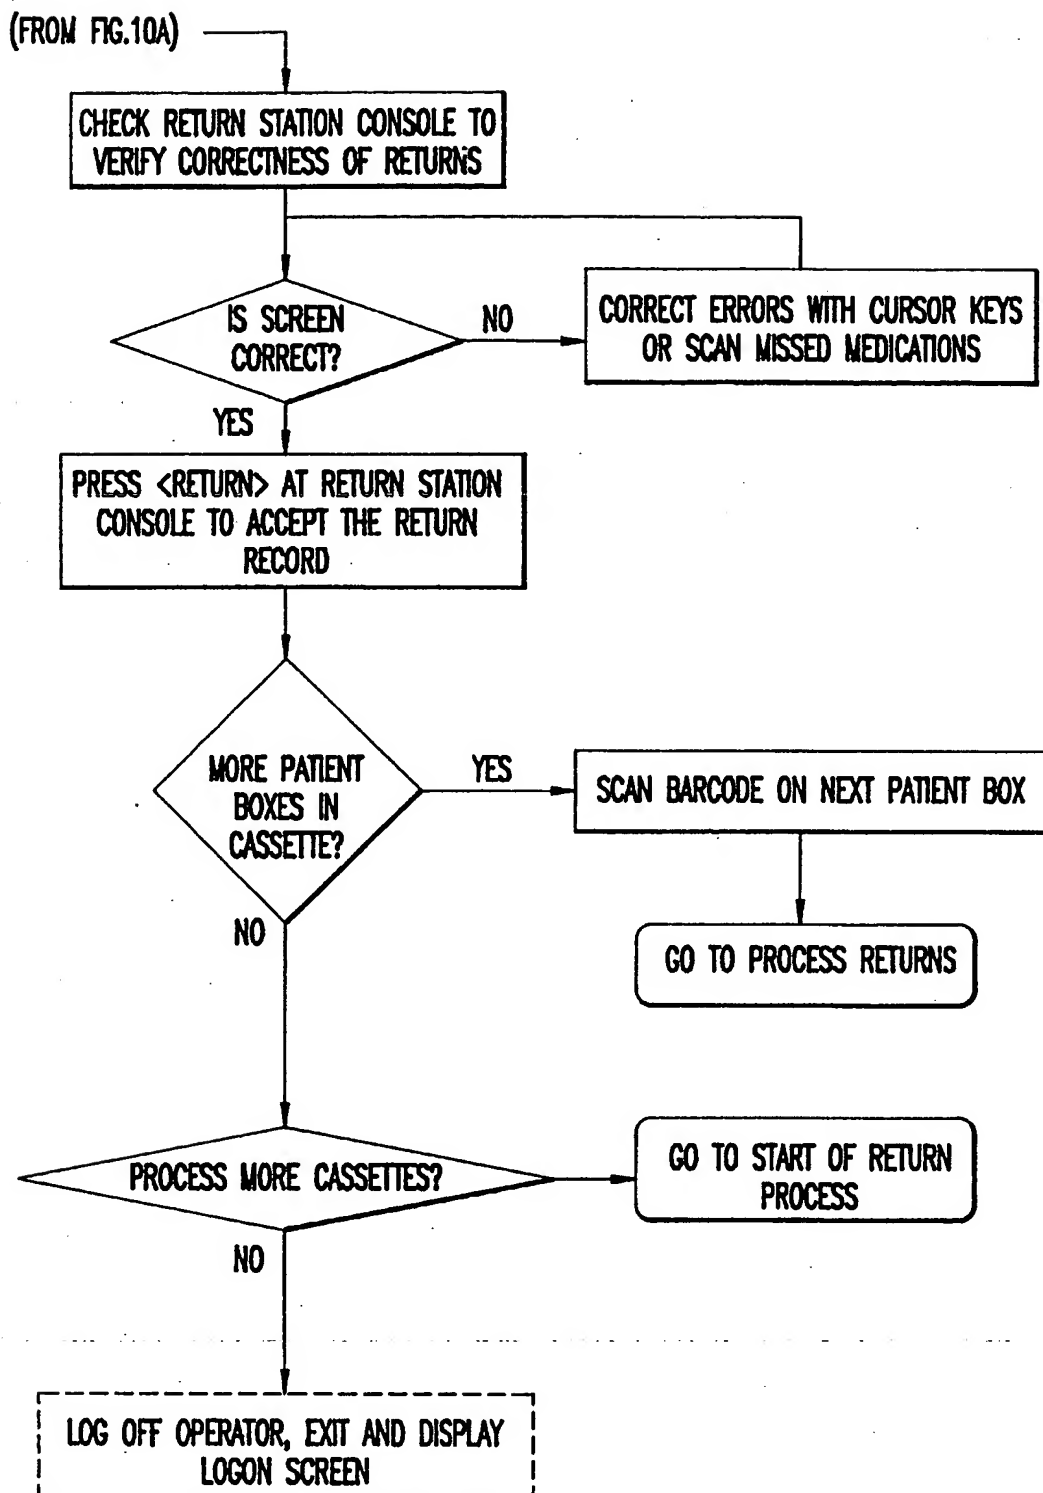 (FROM FIG.10A)
CHECK RETURN STATION CONSOLE TO
VERIFY CORRECTNESS OF RETURNS
IS SCREEN
CORRECT?
NO
CORRECT ERRORS WITH CURSOR KEYS
OR SCAN MISSED MEDICATIONS
YES
PRESS <RETURN> AT RETURN STATION
CONSOLE TO ACCEPT THE RETURN
RECORD
MORE PATIENT
BOXES IN
CASSETTE?
YES
SCAN BARCODE ON NEXT PATIENT BOX
GO TO PROCESS RETURNS
NO
PROCESS MORE CASSETTES?
GO TO START OF RETURN
PROCESS
NO
LOG OFF OPERATOR, EXIT AND DISPLAY
LOGON SCREEN